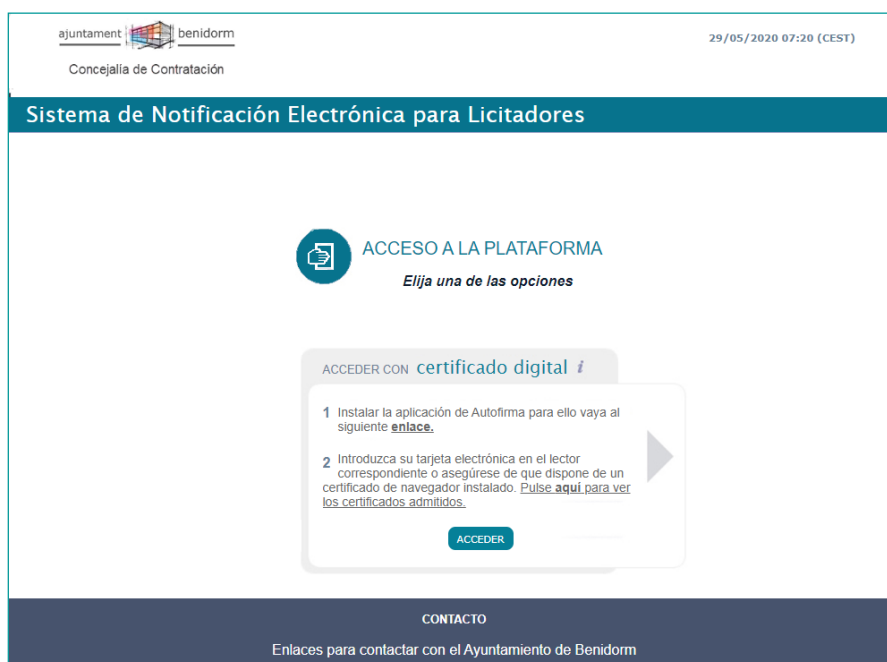 ajuntament benidorm
29/05/2020 07:20 (CEST)
Concejalía de Contratación
Sistema de Notificación Electrónica para Licitadores
ACCESO A LA PLATAFORMA
Elija una de las opciones
ACCEDER CON certificado digital i
1 Instalar la aplicación de Autofirma para ello vaya al
siguiente enlace.
2 Introduzca su tarjeta electrónica en el lector
correspondiente o asegúrese de que dispone de un
certificado de navegador instalado. Pulse aquí para ver
los certificados admitidos.
ACCEDER
CONTACTO
Enlaces para contactar con el Ayuntamiento de Benidorm